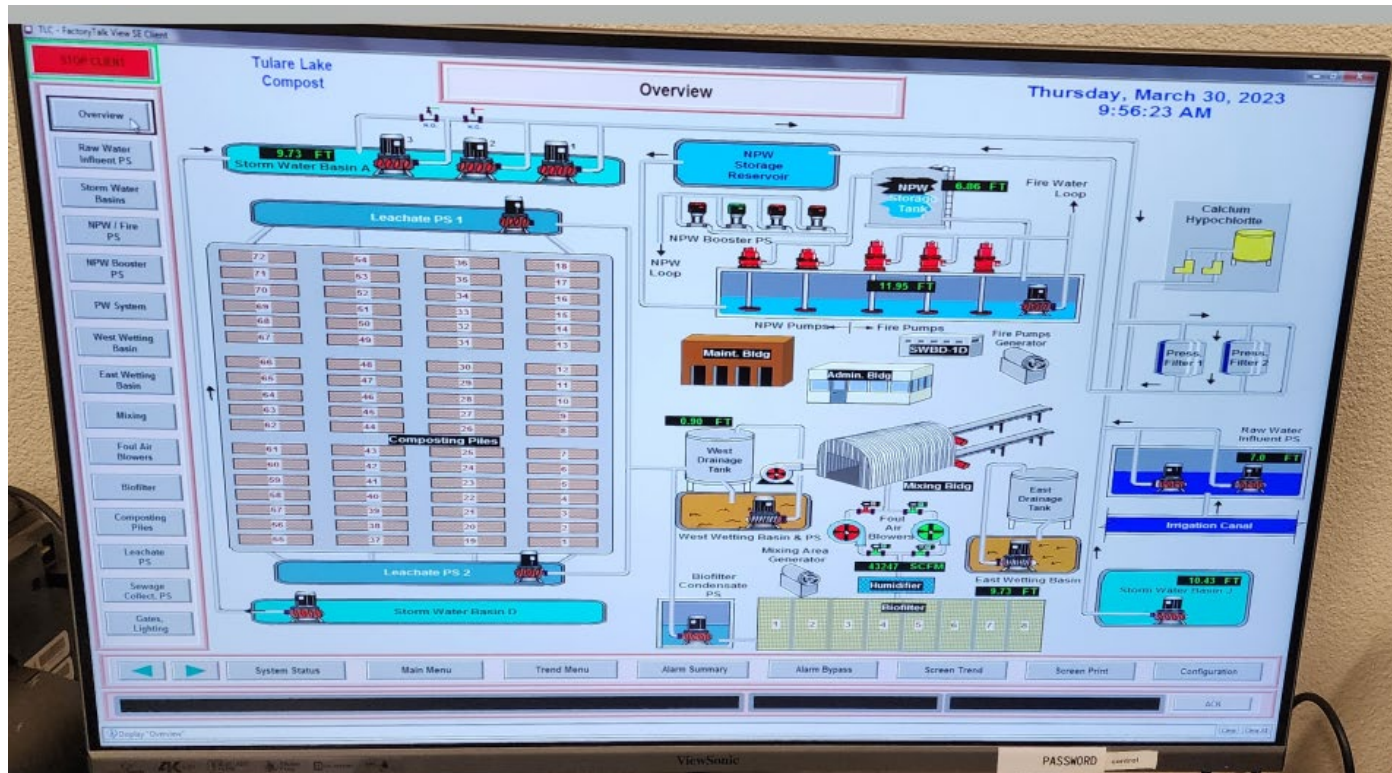 TLC - FactoryTalk View SE Client
STOP CLIENT
Tulare Lake
Compost
Overview
Thursday, March 30, 2023
9:56:23 AM
Overview
Raw Water
Influent PS
Storm Water
Basins
NPW / Fire
PS
NPW Booster
PS
PW System
West Wetting
Basin
East Wetting
Basin
Mixing
Foul Air
Blowers
Biofilter
Composting
Piles
Leachate
PS
Sewage
Collect. PS
Gates,
Lighting
9.73 FT
Storm Water Basin A
3
2
1
N.O.
N.O.
Leachate PS 1
72
71
70
69
68
67
66
65
64
63
62
61
60
59
58
57
56
55
54
53
52
51
50
49
48
47
46
45
44
43
42
41
40
39
38
37
36
35
34
33
32
31
30
29
28
27
26
25
24
23
22
21
20
19
18
17
16
15
14
13
12
11
10
9
8
7
6
5
4
3
2
1
Composting Piles
Leachate PS 2
Storm Water Basin D
NPW
Storage
Reservoir
NPW
Storage
Tank
6.86 FT
Fire Water
Loop
NPW Booster PS
NPW
Loop
11.95 FT
NPW Pumps
Fire Pumps
Fire Pumps
Generator
Maint. Bldg
SWBD-1D
Admin. Bldg
Calcium
Hypochlorite
Press.
Filter 1
Press.
Filter 2
Raw Water
Influent PS
7.0 FT
Irrigation Canal
10.43 FT
Storm Water Basin J
0.90 FT
West
Drainage
Tank
West Wetting Basin & PS
Mixing Bldg
East
Drainage
Tank
East Wetting Basin
9.73 FT
Foul
Air
Blowers
43247 SCFM
Humidifier
Mixing Area
Generator
Biofilter
Condensate
PS
Biofilter
1 2 3 4 5 6 7 8
System Status
Main Menu
Trend Menu
Alarm Summary
Alarm Bypass
Screen Trend
Screen Print
Configuration
ACK
Display "Overview"
Clear
Clear All
ViewSonic
4K
PASSWORD control